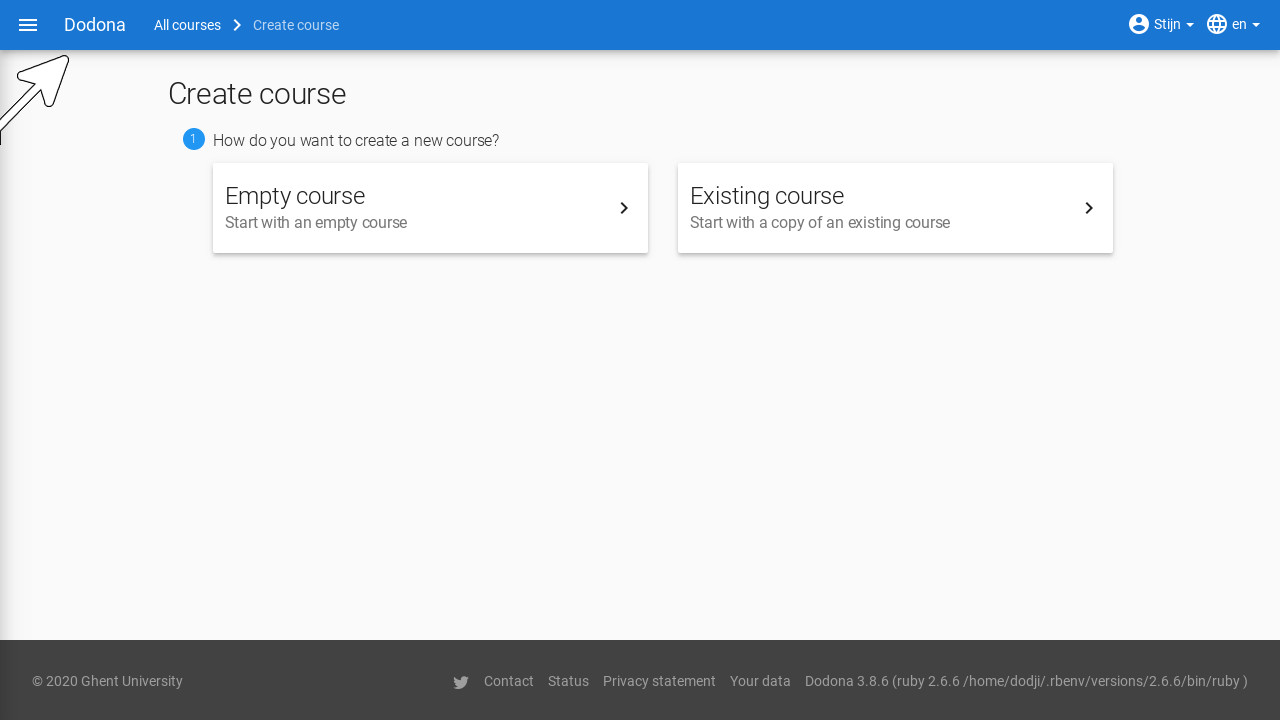 Dodona All courses Create course Stijn en
Create course
1 How do you want to create a new course?
Empty course
Start with an empty course
Existing course
Start with a copy of an existing course
© 2020 Ghent University Contact Status Privacy statement Your data Dodona 3.8.6 (ruby 2.6.6 /home/dodji/.rbenv/versions/2.6.6/bin/ruby )